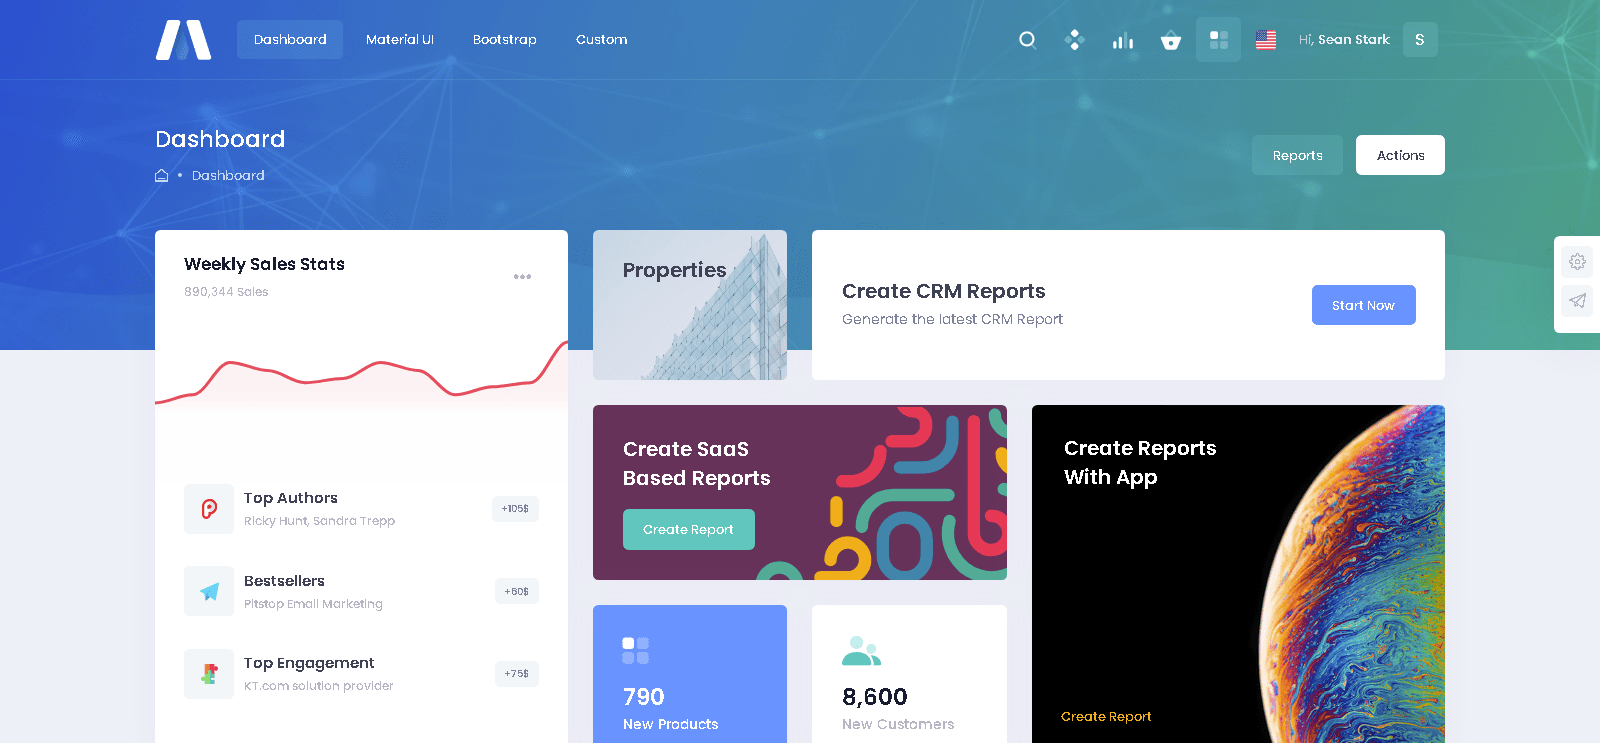 Dashboard
Material UI
Bootstrap
Custom
Hi, Sean Stark
S
Dashboard
Dashboard
Reports
Actions
Weekly Sales Stats
890,344 Sales
Properties
Create CRM Reports
Generate the latest CRM Report
Start Now
Create SaaS
Based Reports
Create Report
Create Reports
With App
Top Authors
Ricky Hunt, Sandra Trepp
+105$
Bestsellers
Pitstop Email Marketing
+60$
Top Engagement
KT.com solution provider
+75$
790
New Products
8,600
New Customers
Create Report